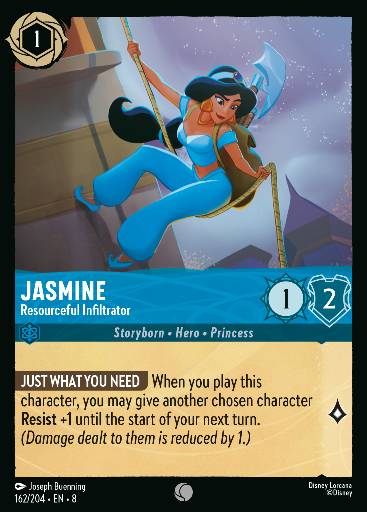 1
JASMINE
Resourceful Infiltrator
1
2
Storyborn • Hero • Princess
JUST WHAT YOU NEED When you play this
character, you may give another chosen character
Resist +1 until the start of your next turn.
(Damage dealt to them is reduced by 1.)
Joseph Buenning
Disney Lorcana
162/204 • EN • 8
©Disney